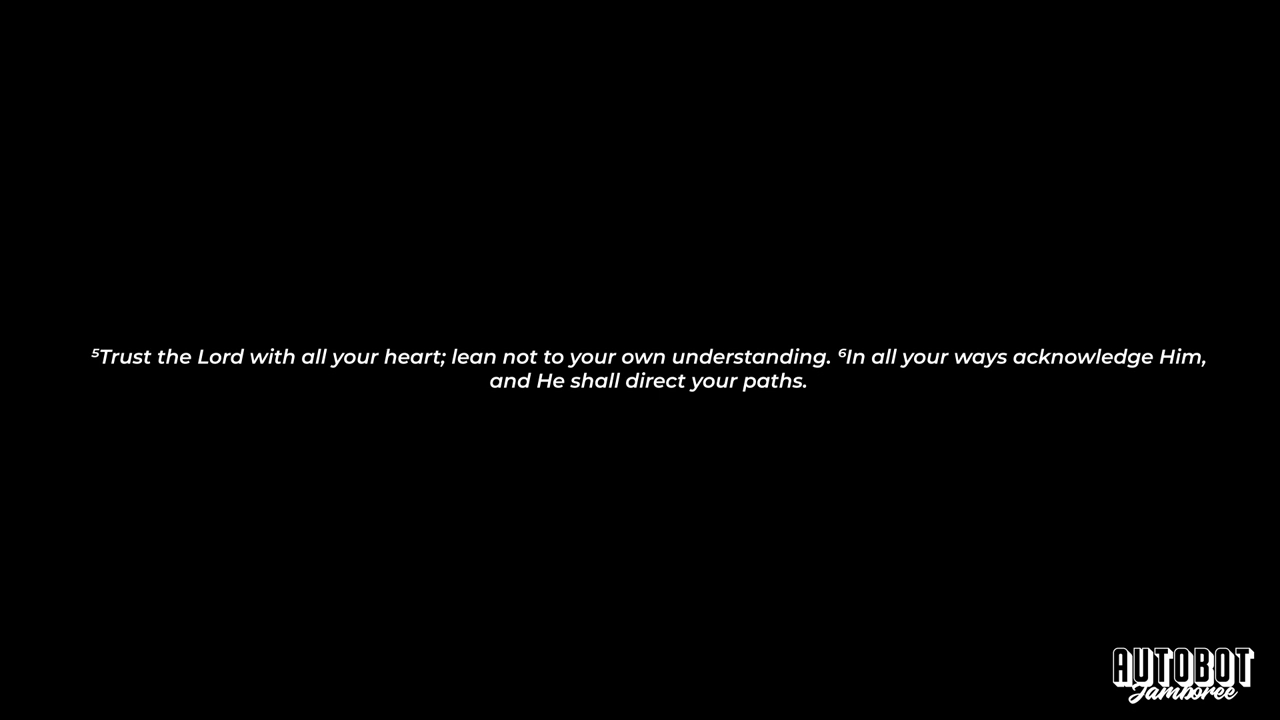 ⁵Trust the Lord with all your heart; lean not to your own understanding. ⁶In all your ways acknowledge Him,
and He shall direct your paths.
AUTOBOT
Jamboree